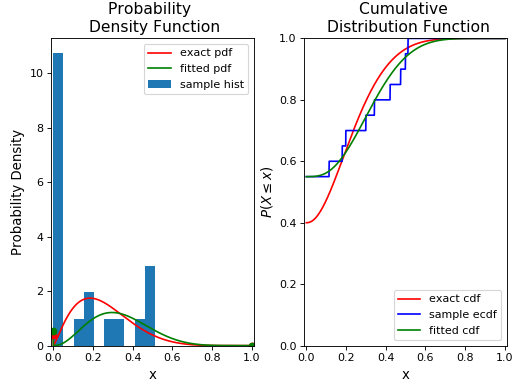 Probability
Density Function
Probability Density
10
8
6
4
2
0
0.0 0.2 0.4 0.6 0.8 1.0
x
exact pdf
fitted pdf
sample hist
Cumulative
Distribution Function
P(X ≤ x)
1.0
0.8
0.6
0.4
0.2
0.0
0.0 0.2 0.4 0.6 0.8 1.0
x
exact cdf
sample ecdf
fitted cdf